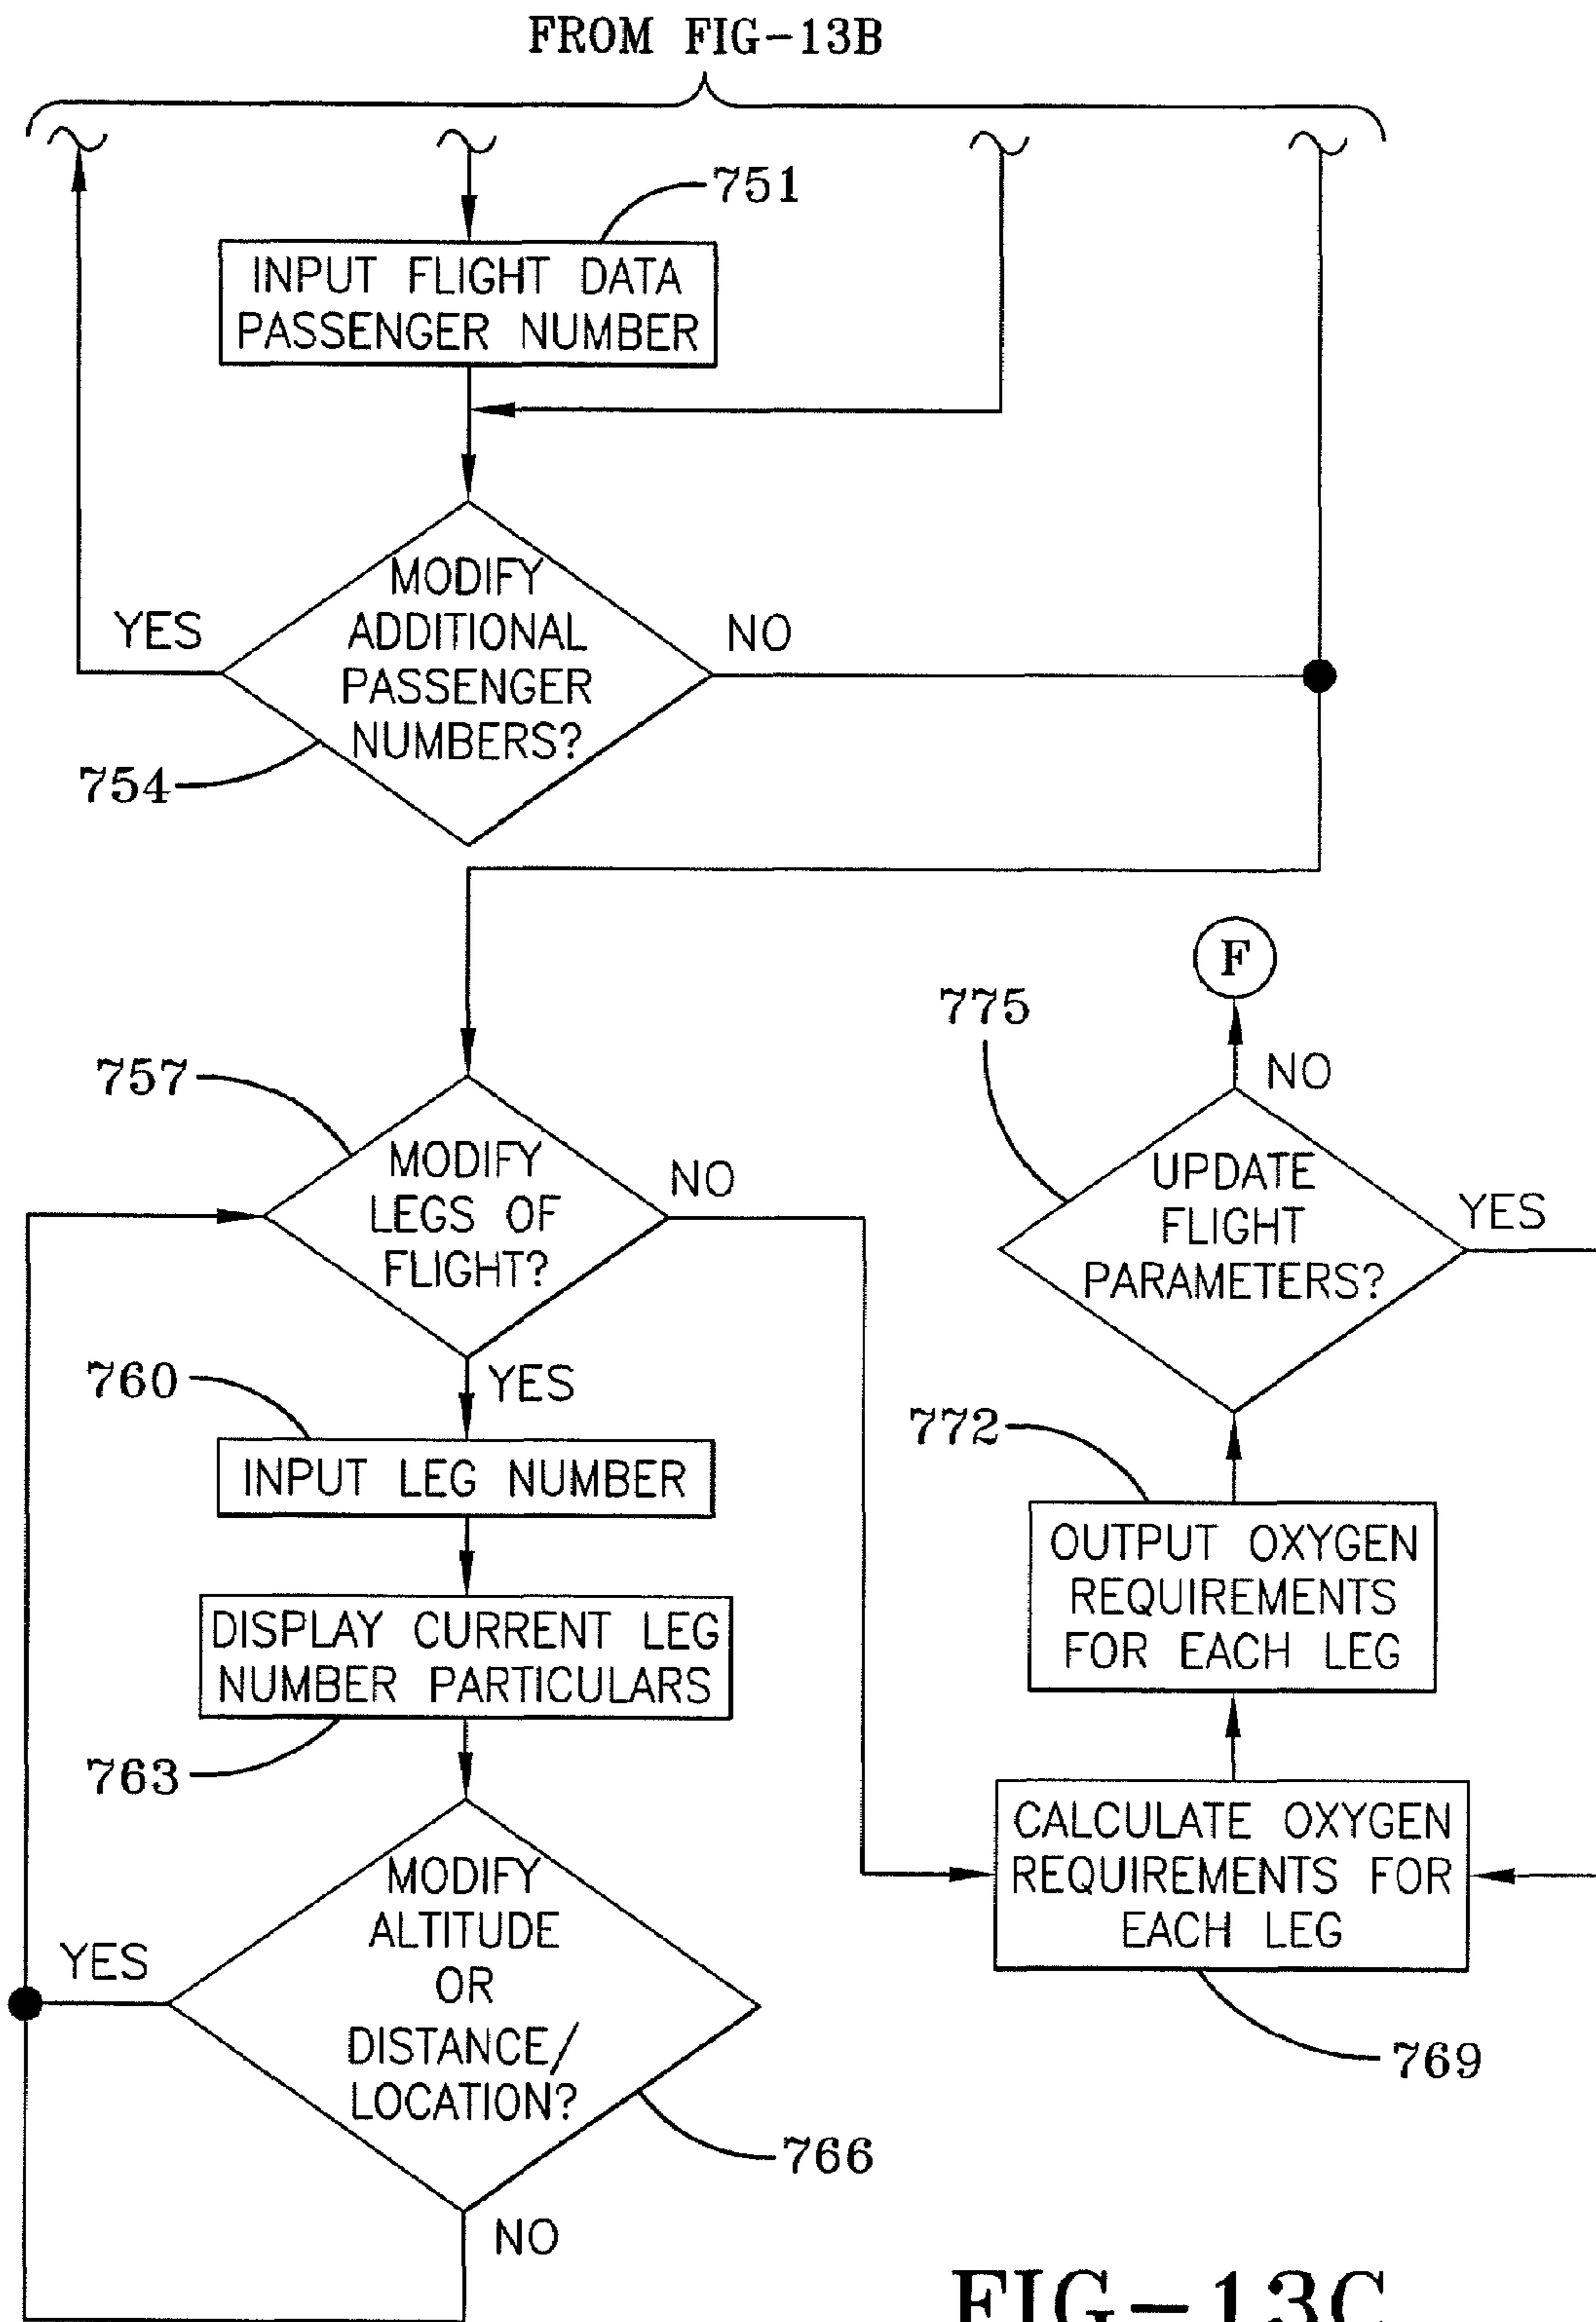 FROM FIG-13B
751
INPUT FLIGHT DATA
PASSENGER NUMBER
MODIFY
ADDITIONAL
PASSENGER
NUMBERS?
YES
NO
754
F
775
NO
757
MODIFY
LEGS OF
FLIGHT?
NO
UPDATE
FLIGHT
PARAMETERS?
YES
760
YES
INPUT LEG NUMBER
772
OUTPUT OXYGEN
REQUIREMENTS
FOR EACH LEG
DISPLAY CURRENT LEG
NUMBER PARTICULARS
763
CALCULATE OXYGEN
REQUIREMENTS FOR
EACH LEG
769
MODIFY
ALTITUDE
OR
DISTANCE/
LOCATION?
YES
766
NO
FIG-13C